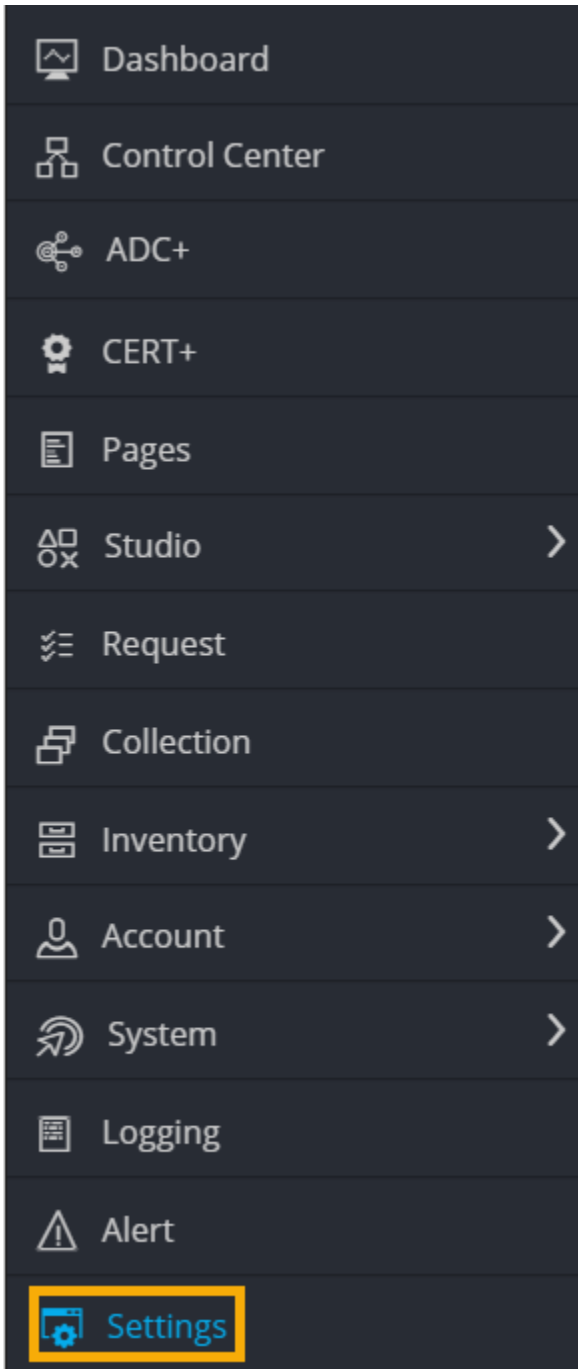 Dashboard
Control Center
ADC+
CERT+
Pages
Studio
Request
Collection
Inventory
Account
System
Logging
Alert
Settings